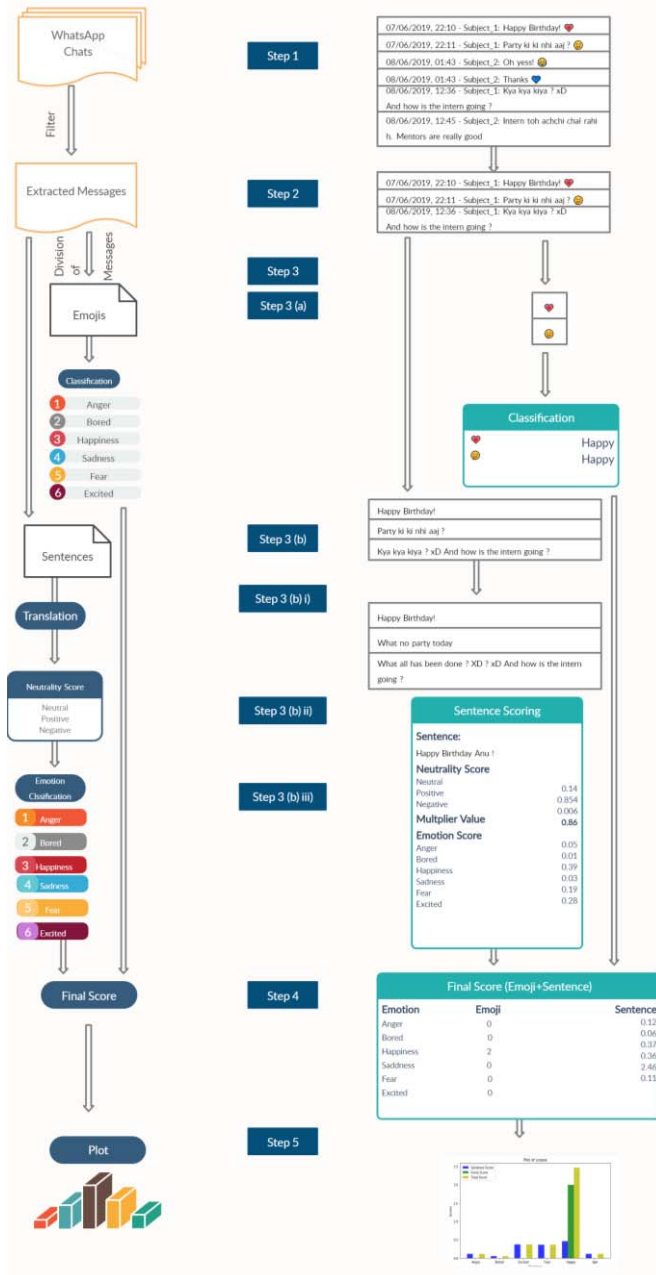 WhatsApp
Chats
Filter
Extracted Messages
Division
of
Messages
Emojis
Classification
1 Anger
2 Bored
3 Happiness
4 Sadness
5 Fear
6 Excited
Sentences
Translation
Neutrality Score
Neutral
Positive
Negative
Emotion
Clssification
1 Anger
2 Bored
3 Happiness
4 Sadness
5 Fear
6 Excited
Final Score
Plot
Step 1
Step 2
Step 3
Step 3 (a)
Step 3 (b)
Step 3 (b) i)
Step 3 (b) ii)
Step 3 (b) iii)
Step 4
Step 5
07/06/2019, 22:10 - Subject_1: Happy Birthday! 💖
07/06/2019, 22:11 - Subject_1: Party ki ki nhi aaj ? 😑
08/06/2019, 01:43 - Subject_2: Oh yess! 😂
08/06/2019, 01:43 - Subject_2: Thanks 💙
08/06/2019, 12:36 - Subject_1: Kya kya kiya ? xD
And how is the intern going ?
08/06/2019, 12:45 - Subject_2: Intern toh achchi chal rahi
h. Mentors are really good
07/06/2019, 22:10 - Subject_1: Happy Birthday! 💖
07/06/2019, 22:11 - Subject_1: Party ki ki nhi aaj ? 😑
08/06/2019, 12:36 - Subject_1: Kya kya kiya ? xD
And how is the intern going ?
Classification
Happy
Happy
Happy Birthday!
Party ki ki nhi aaj ?
Kya kya kiya ? xD And how is the intern going ?
Happy Birthday!
What no party today
What all has been done ? XD ? xD And how is the intern
going ?
Sentence Scoring
Sentence:
Happy Birthday Anu !
Neutrality Score
Neutral 0.14
Positive 0.854
Negative 0.006
Multplier Value 0.86
Emotion Score
Anger 0.05
Bored 0.01
Happiness 0.39
Sadness 0.03
Fear 0.19
Excited 0.28
Final Score (Emoji+Sentence)
Emotion Emoji Sentence
Anger 0 0.12
Bored 0 0.06
Happiness 2 0.37
Saddness 0 0.36
Fear 0 2.46
Excited 0 0.11
Plot of scores